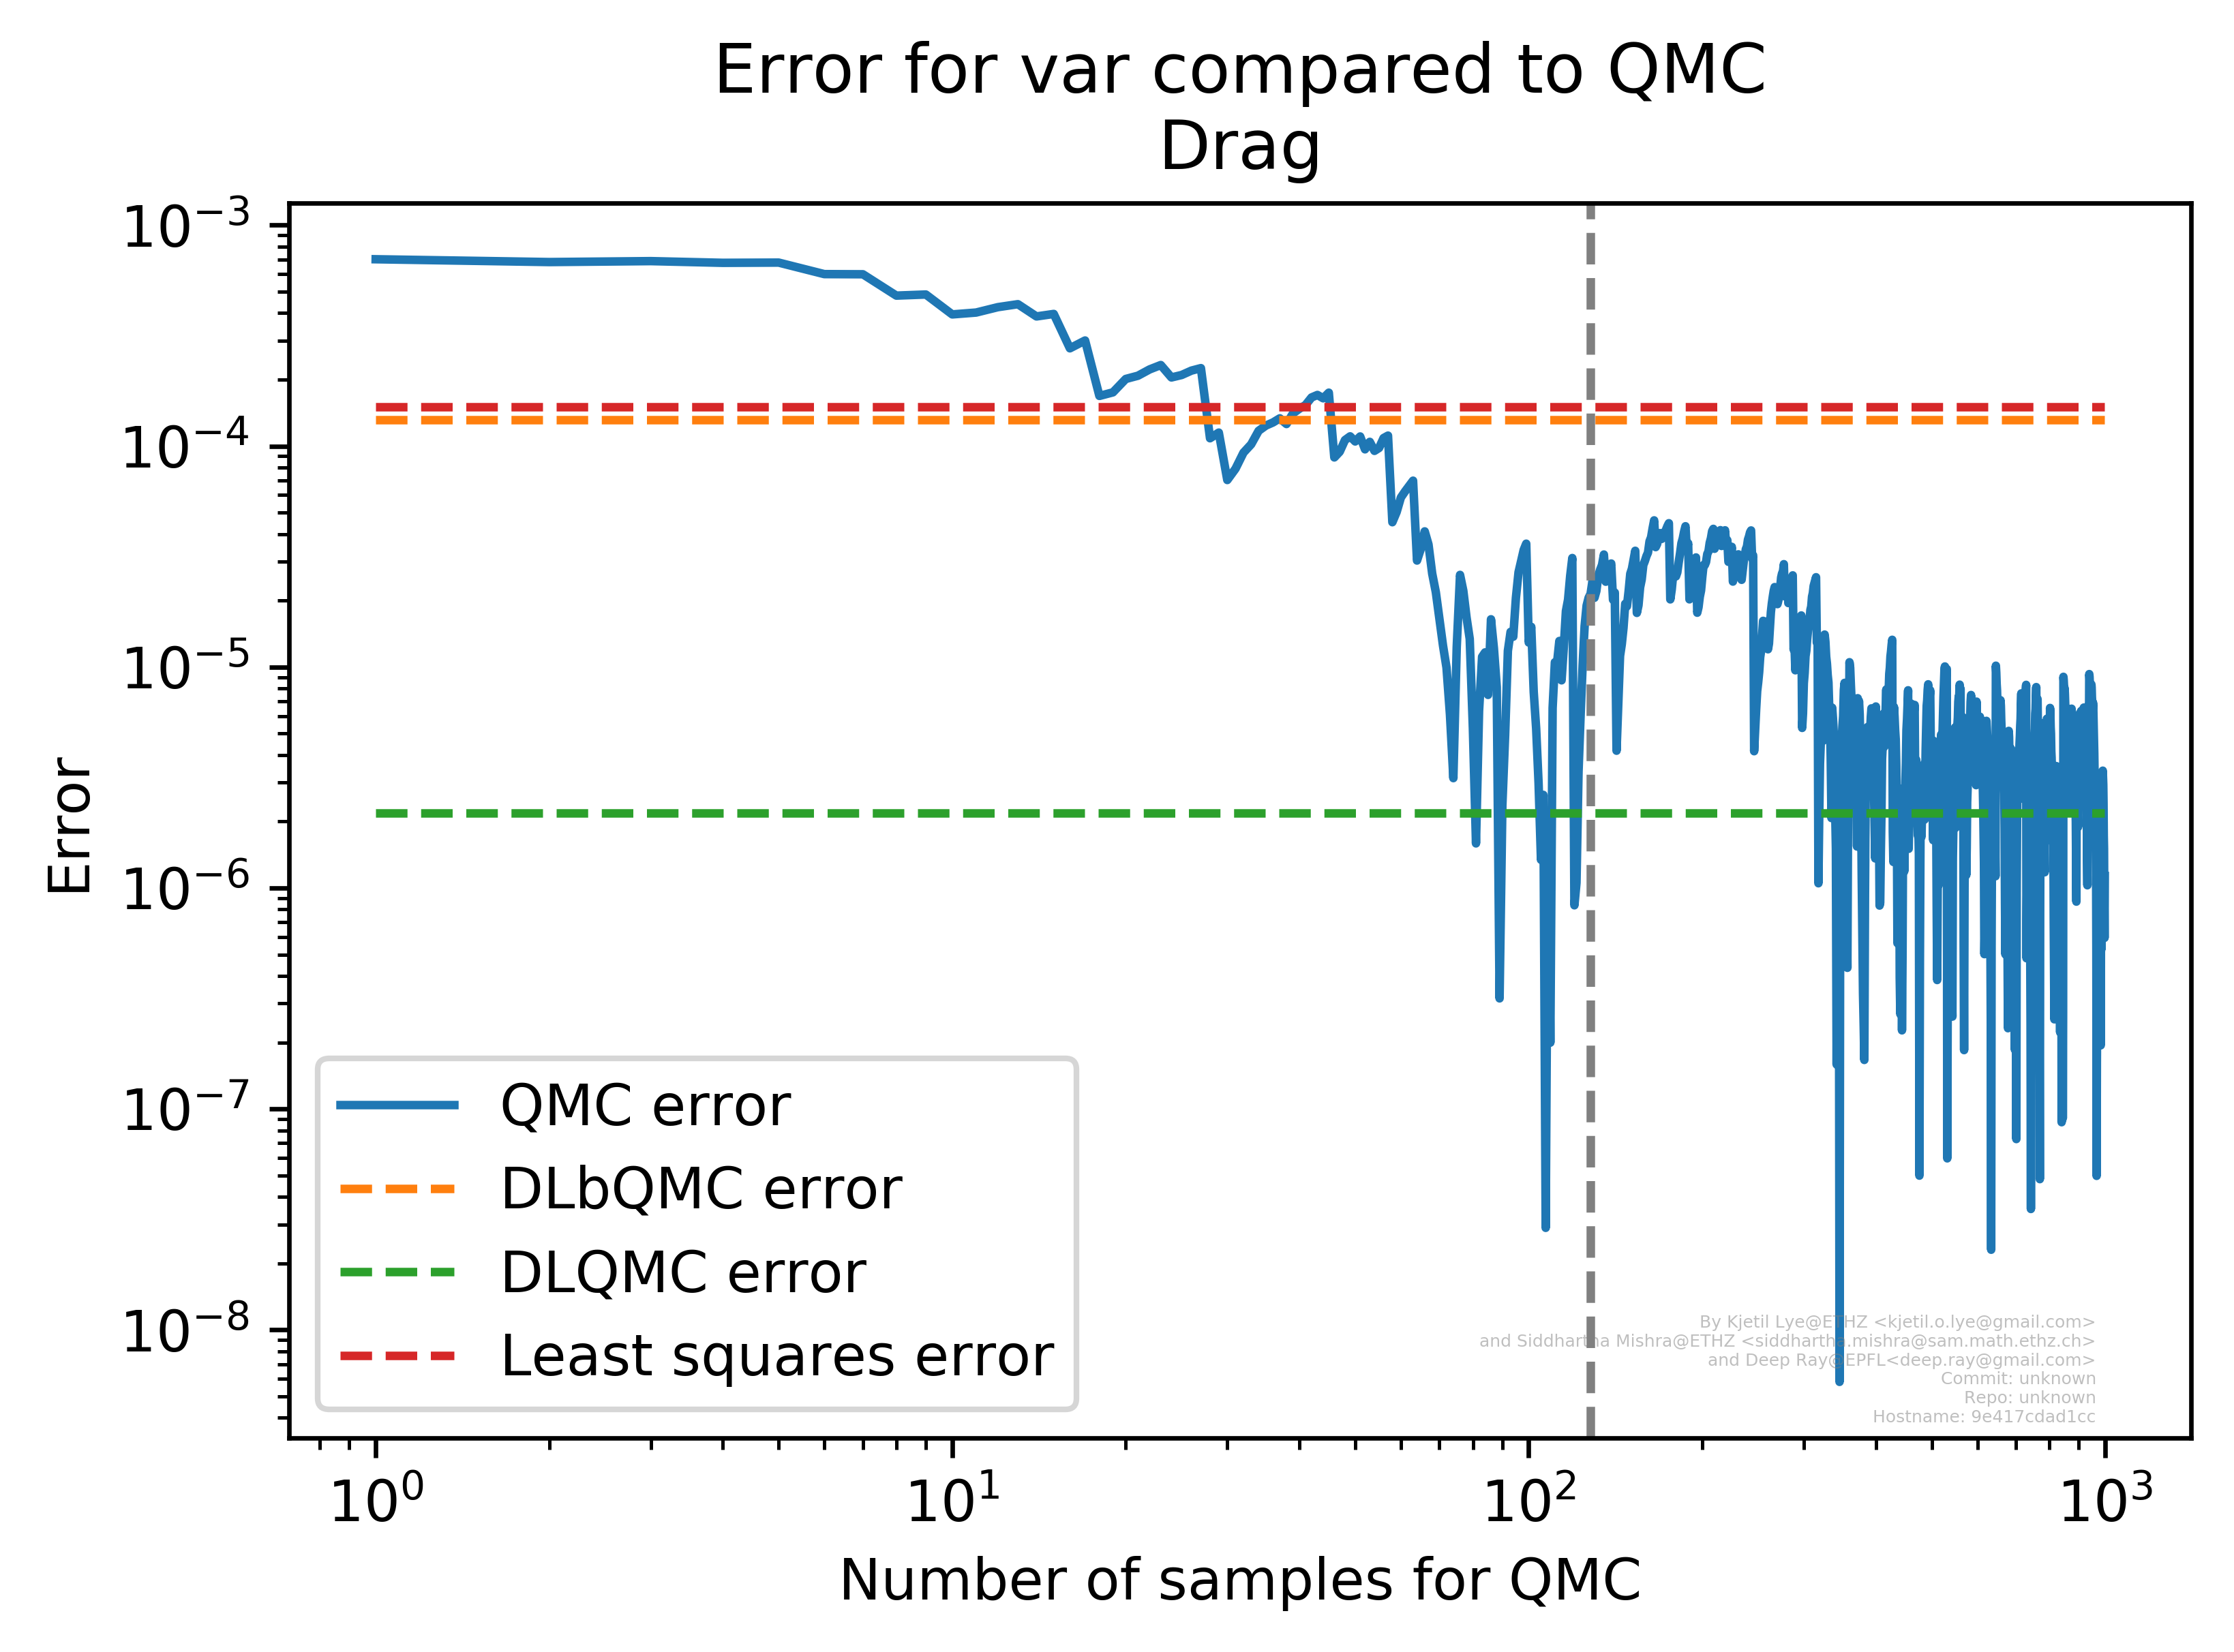 Error for var compared to QMC
Drag
10⁻³
10⁻⁴
10⁻⁵
10⁻⁶
10⁻⁷
10⁻⁸
Error
QMC error
DLbQMC error
DLQMC error
Least squares error
By Kjetil Lye@ETHZ <kjetil.o.lye@gmail.com>
and Siddhartha Mishra@ETHZ <siddhartha.mishra@sam.math.ethz.ch>
and Deep Ray@EPFL<deep.ray@gmail.com>
Commit: unknown
Repo: unknown
Hostname: 9e417cdad1cc
10⁰ 10¹ 10² 10³
Number of samples for QMC